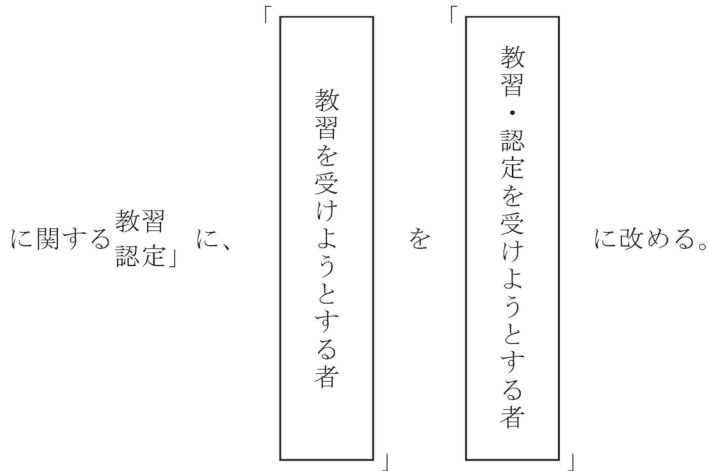 に関する教習
認定」に、
「教習を受けようとする者」
を
「教習・認定を受けようとする者」
に改める。